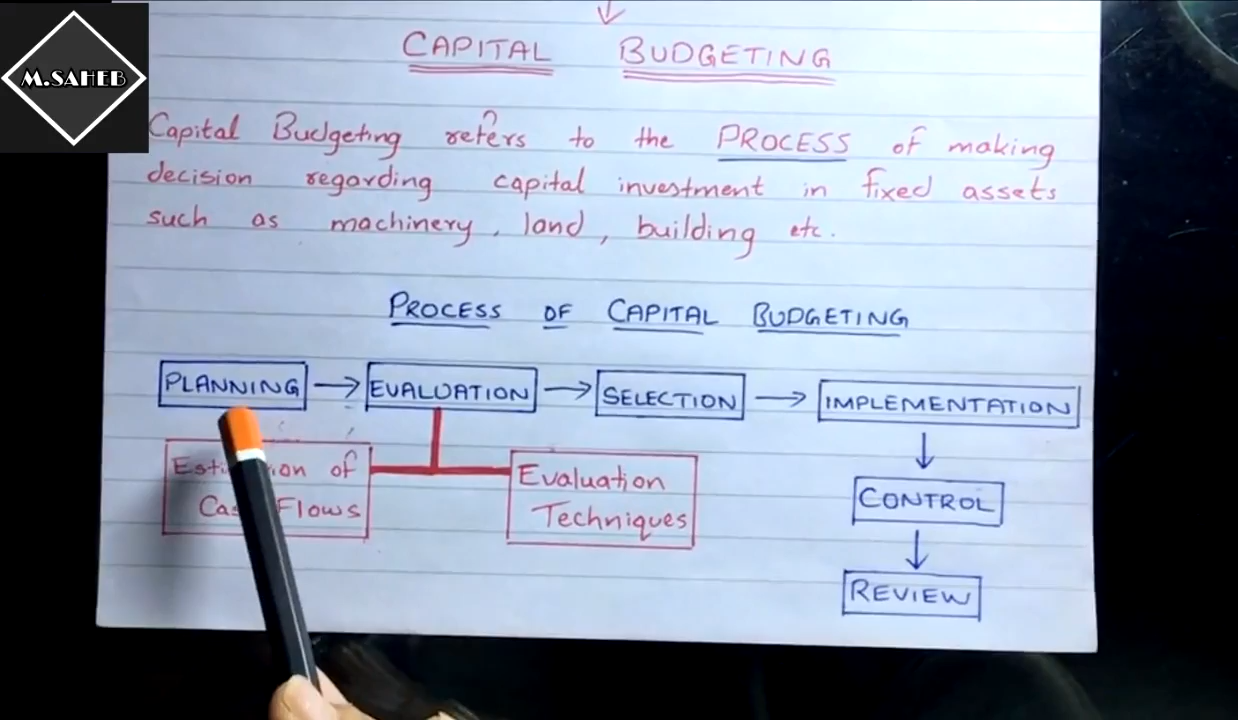 M.SAHEB
CAPITAL BUDGETING
Capital Budgeting refers to the PROCESS of making
decision regarding capital investment in fixed assets
such as machinery, land, building etc.
PROCESS OF CAPITAL BUDGETING
PLANNING → EVALUATION → SELECTION → IMPLEMENTATION
of
Flows
Evaluation
Techniques
CONTROL
REVIEW